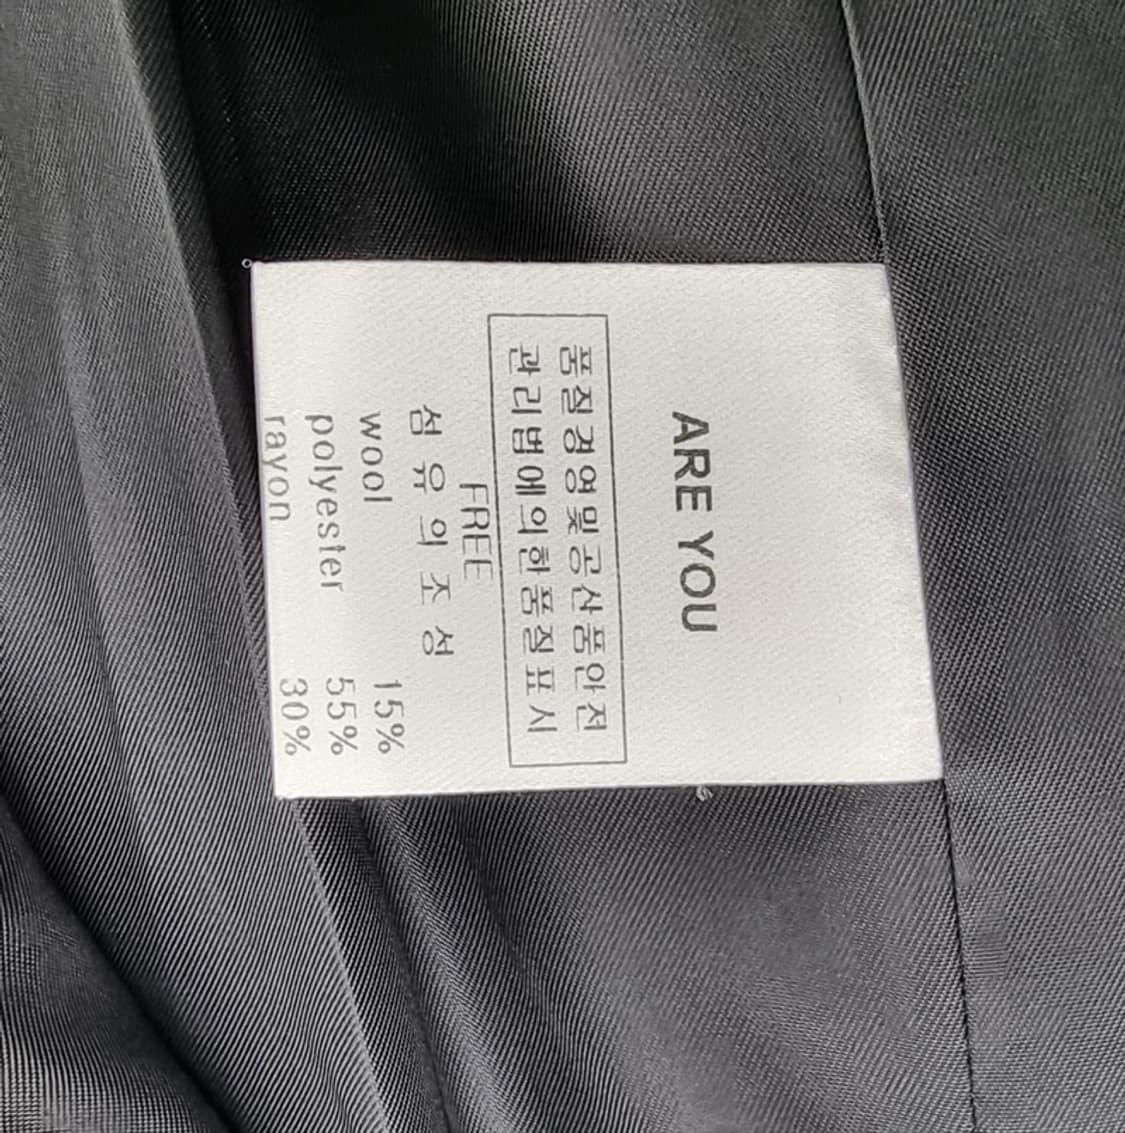 ARE YOU
품질경영및공산품안전
관리법에의한품질표시
FREE
섬유의조성
wool 15%
polyester 55%
rayon 30%